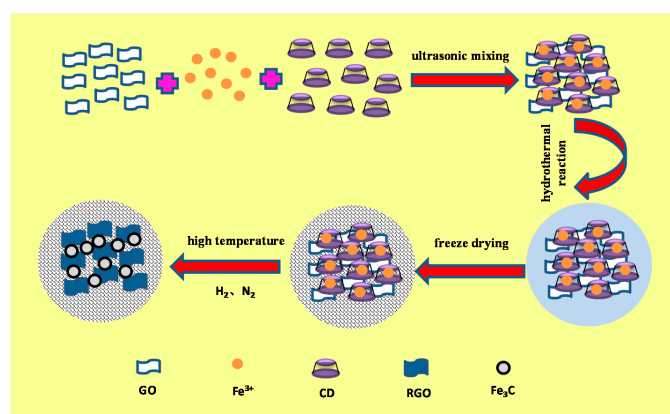 ultrasonic mixing
hydrothermal
reaction
high temperature
H₂、N₂
freeze drying
GO
Fe³⁺
CD
RGO
Fe₃C